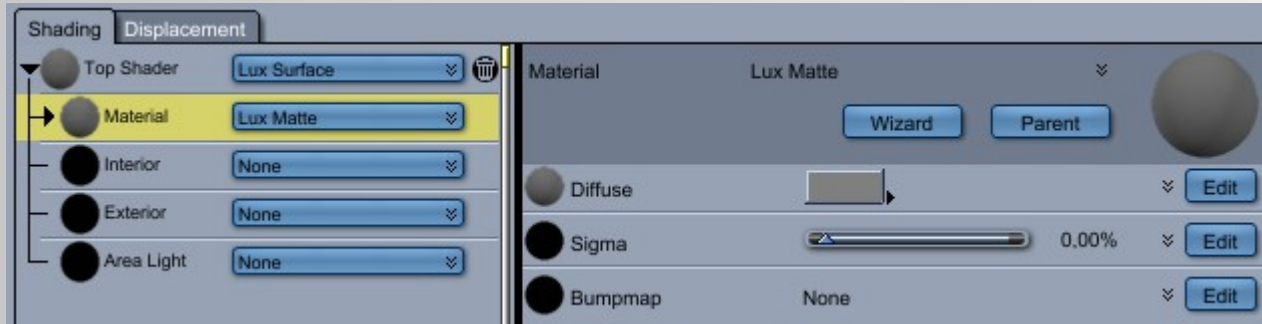 Shading Displacement
Top Shader Lux Surface
Material Lux Matte
Interior None
Exterior None
Area Light None
Material Lux Matte
Wizard Parent
Diffuse Edit
Sigma 0,00% Edit
Bumpmap None Edit